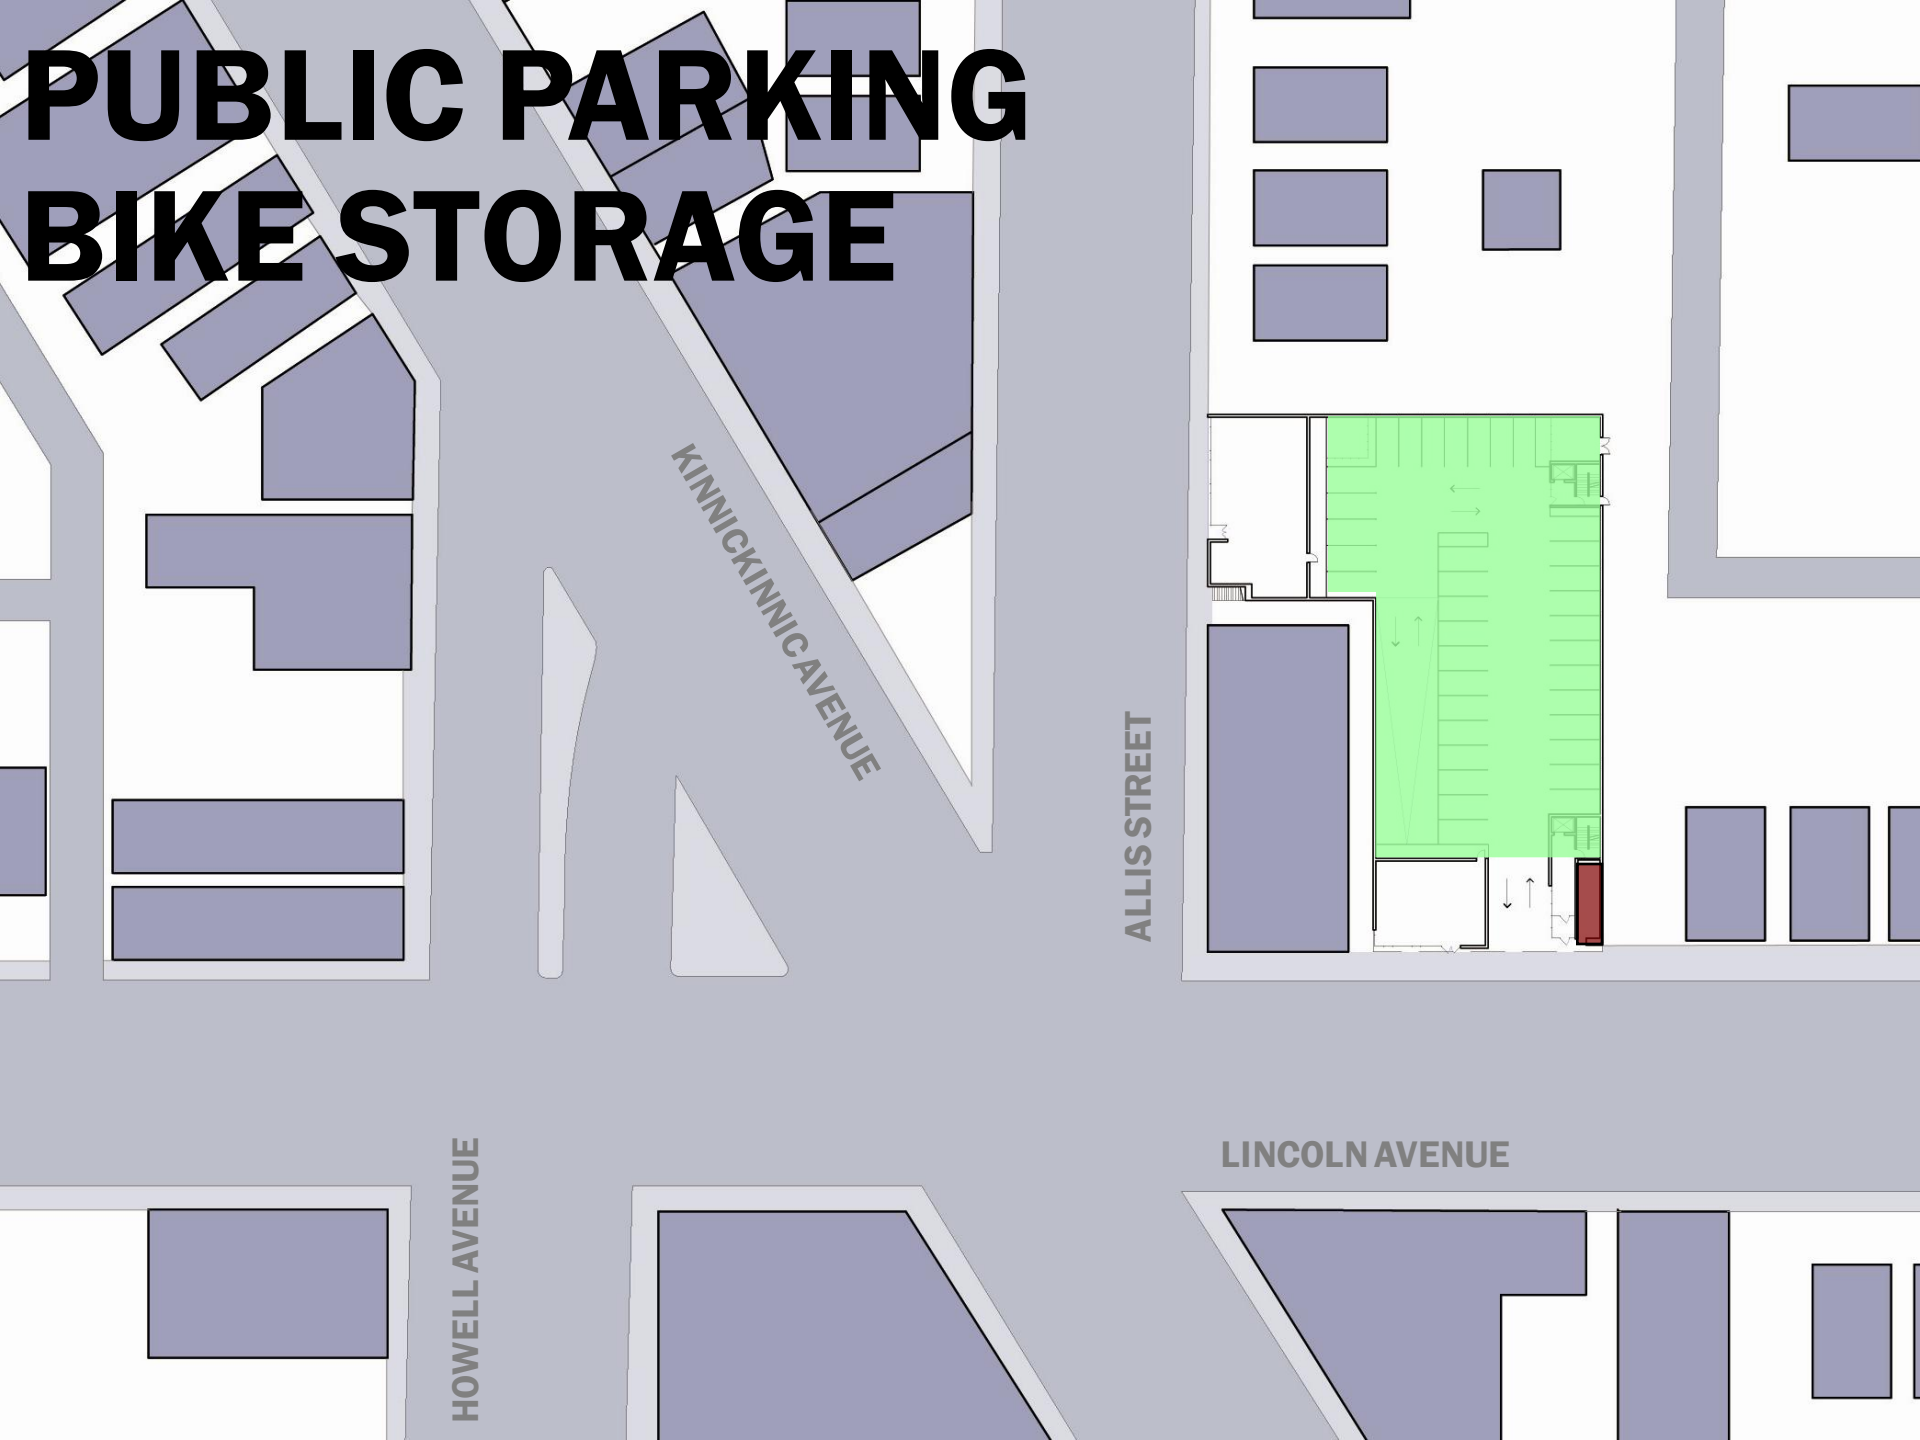 PUBLIC PARKING
BIKE STORAGE
KINNICKINNIC AVENUE
ALLIS STREET
LINCOLN AVENUE
HOWELL AVENUE